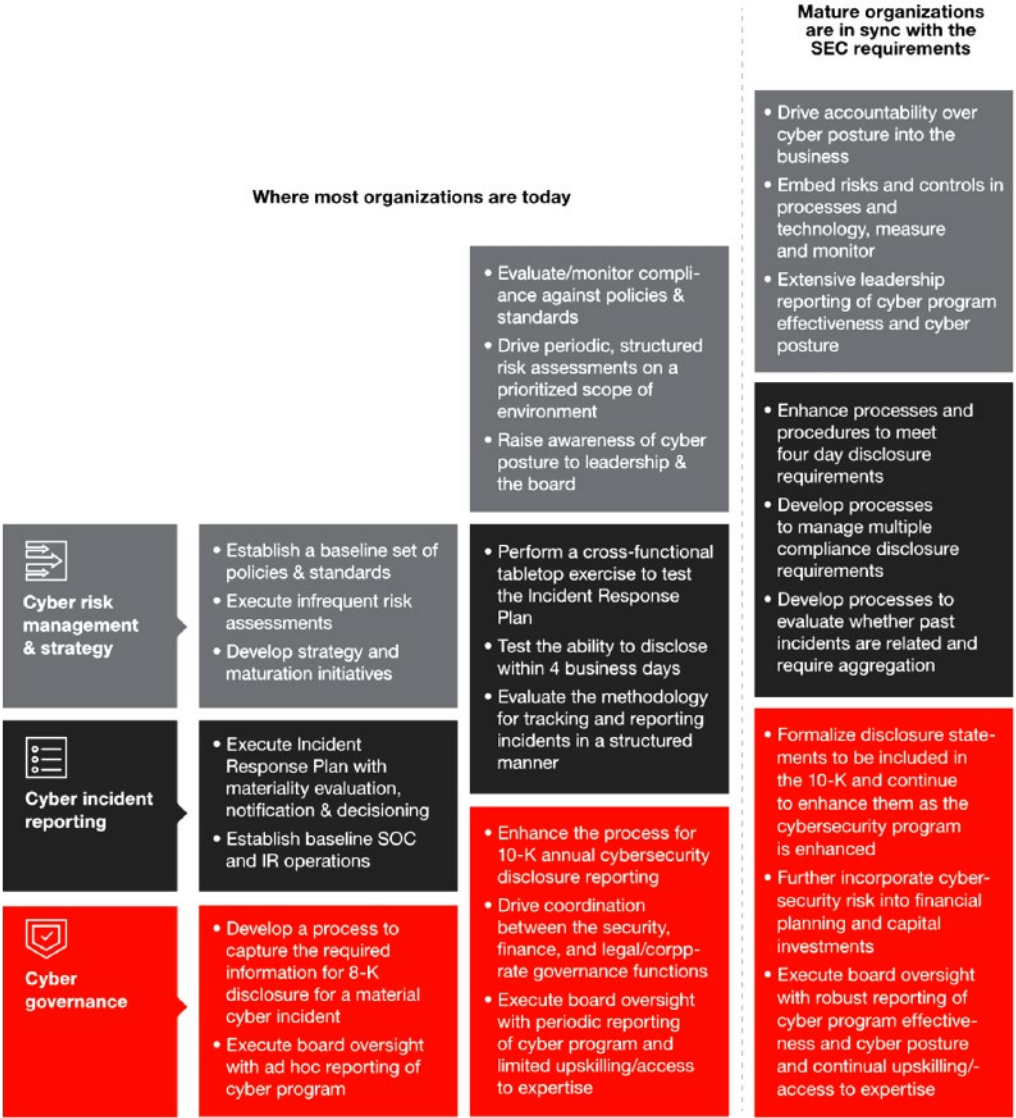 Mature organizations
are in sync with the
SEC requirements
Where most organizations are today
Cyber risk
management
& strategy
• Establish a baseline set of
policies & standards
• Execute infrequent risk
assessments
• Develop strategy and
maturation initiatives
• Evaluate/monitor compli-
ance against policies &
standards
• Drive periodic, structured
risk assessments on a
prioritized scope of
environment
• Raise awareness of cyber
posture to leadership &
the board
• Drive accountability over
cyber posture into the
business
• Embed risks and controls in
processes and
technology, measure
and monitor
• Extensive leadership
reporting of cyber program
effectiveness and cyber
posture
Cyber incident
reporting
• Execute Incident
Response Plan with
materiality evaluation,
notification & decisioning
• Establish baseline SOC
and IR operations
• Perform a cross-functional
tabletop exercise to test
the Incident Response
Plan
• Test the ability to disclose
within 4 business days
• Evaluate the methodology
for tracking and reporting
incidents in a structured
manner
• Enhance processes and
procedures to meet
four day disclosure
requirements
• Develop processes
to manage multiple
compliance disclosure
requirements
• Develop processes to
evaluate whether past
incidents are related and
require aggregation
Cyber
governance
• Develop a process to
capture the required
information for 8-K
disclosure for a material
cyber incident
• Execute board oversight
with ad hoc reporting of
cyber program
• Enhance the process for
10-K annual cybersecurity
disclosure reporting
• Drive coordination
between the security,
finance, and legal/corpp-
rate governance functions
• Execute board oversight
with periodic reporting
of cyber program and
limited upskilling/access
to expertise
• Formalize disclosure state-
ments to be included in
the 10-K and continue
to enhance them as the
cybersecurity program
is enhanced
• Further incorporate cyber-
security risk into financial
planning and capital
investments
• Execute board oversight
with robust reporting of
cyber program effective-
ness and cyber posture
and continual upskilling/-
access to expertise